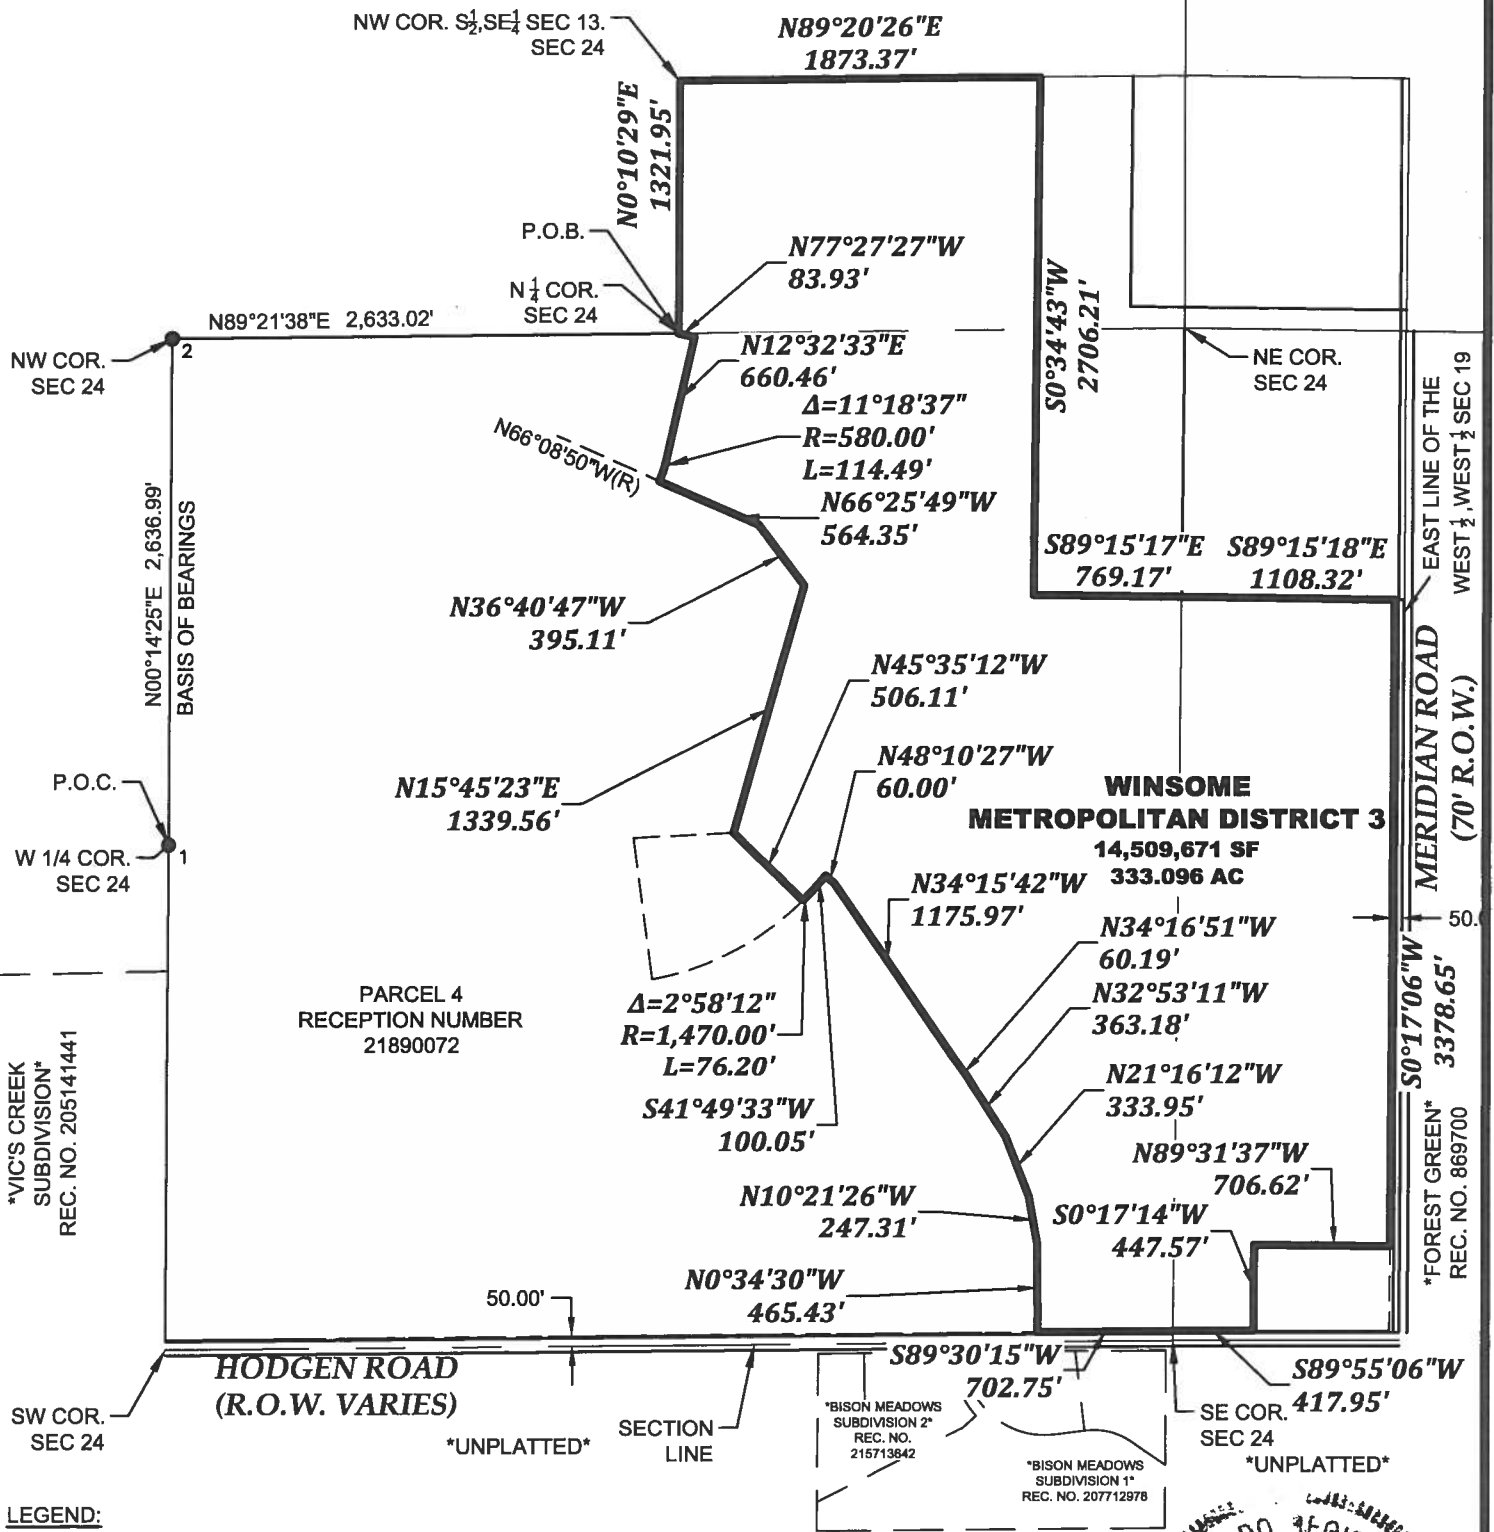 NW COR. S½,SE¼ SEC 13.
SEC 24
N89°20'26"E
1873.37'
N0°10'29"E
1321.95'
P.O.B.
N ¼ COR.
SEC 24
N77°27'27"W
83.93'
N89°21'38"E 2,633.02'
NW COR.
SEC 24
2
N12°32'33"E
660.46'
Δ=11°18'37"
R=580.00'
L=114.49'
N66°08'50"W(R)
N66°25'49"W
564.35'
S0°34'43"W
2706.21'
NE COR.
SEC 24
EAST LINE OF THE
WEST ½,WEST ½ SEC 19
S89°15'17"E
769.17'
S89°15'18"E
1108.32'
N00°14'25"E 2,636.99'
BASIS OF BEARINGS
N36°40'47"W
395.11'
N45°35'12"W
506.11'
N48°10'27"W
60.00'
N15°45'23"E
1339.56'
P.O.C.
W 1/4 COR.
SEC 24
1
WINSOME
METROPOLITAN DISTRICT 3
14,509,671 SF
333.096 AC
MERIDIAN ROAD
(70' R.O.W.)
N34°15'42"W
1175.97'
N34°16'51"W
60.19'
50.0
N32°53'11"W
363.18'
S0°17'06"W
3378.65'
PARCEL 4
RECEPTION NUMBER
21890072
Δ=2°58'12"
R=1,470.00'
L=76.20'
S41°49'33"W
100.05'
N21°16'12"W
333.95'
*VIC'S CREEK
SUBDIVISION*
REC. NO. 205141441
N89°31'37"W
706.62'
N10°21'26"W
247.31'
S0°17'14"W
447.57'
*FOREST GREEN*
REC. NO. 869700
N0°34'30"W
465.43'
50.00'
HODGEN ROAD
(R.O.W. VARIES)
S89°30'15"W
702.75'
S89°55'06"W
417.95'
SW COR.
SEC 24
*UNPLATTED*
SECTION
LINE
*BISON MEADOWS
SUBDIVISION 2*
REC. NO.
215713642
*BISON MEADOWS
SUBDIVISION 1*
REC. NO. 207712978
SE COR.
SEC 24
*UNPLATTED*
LEGEND: